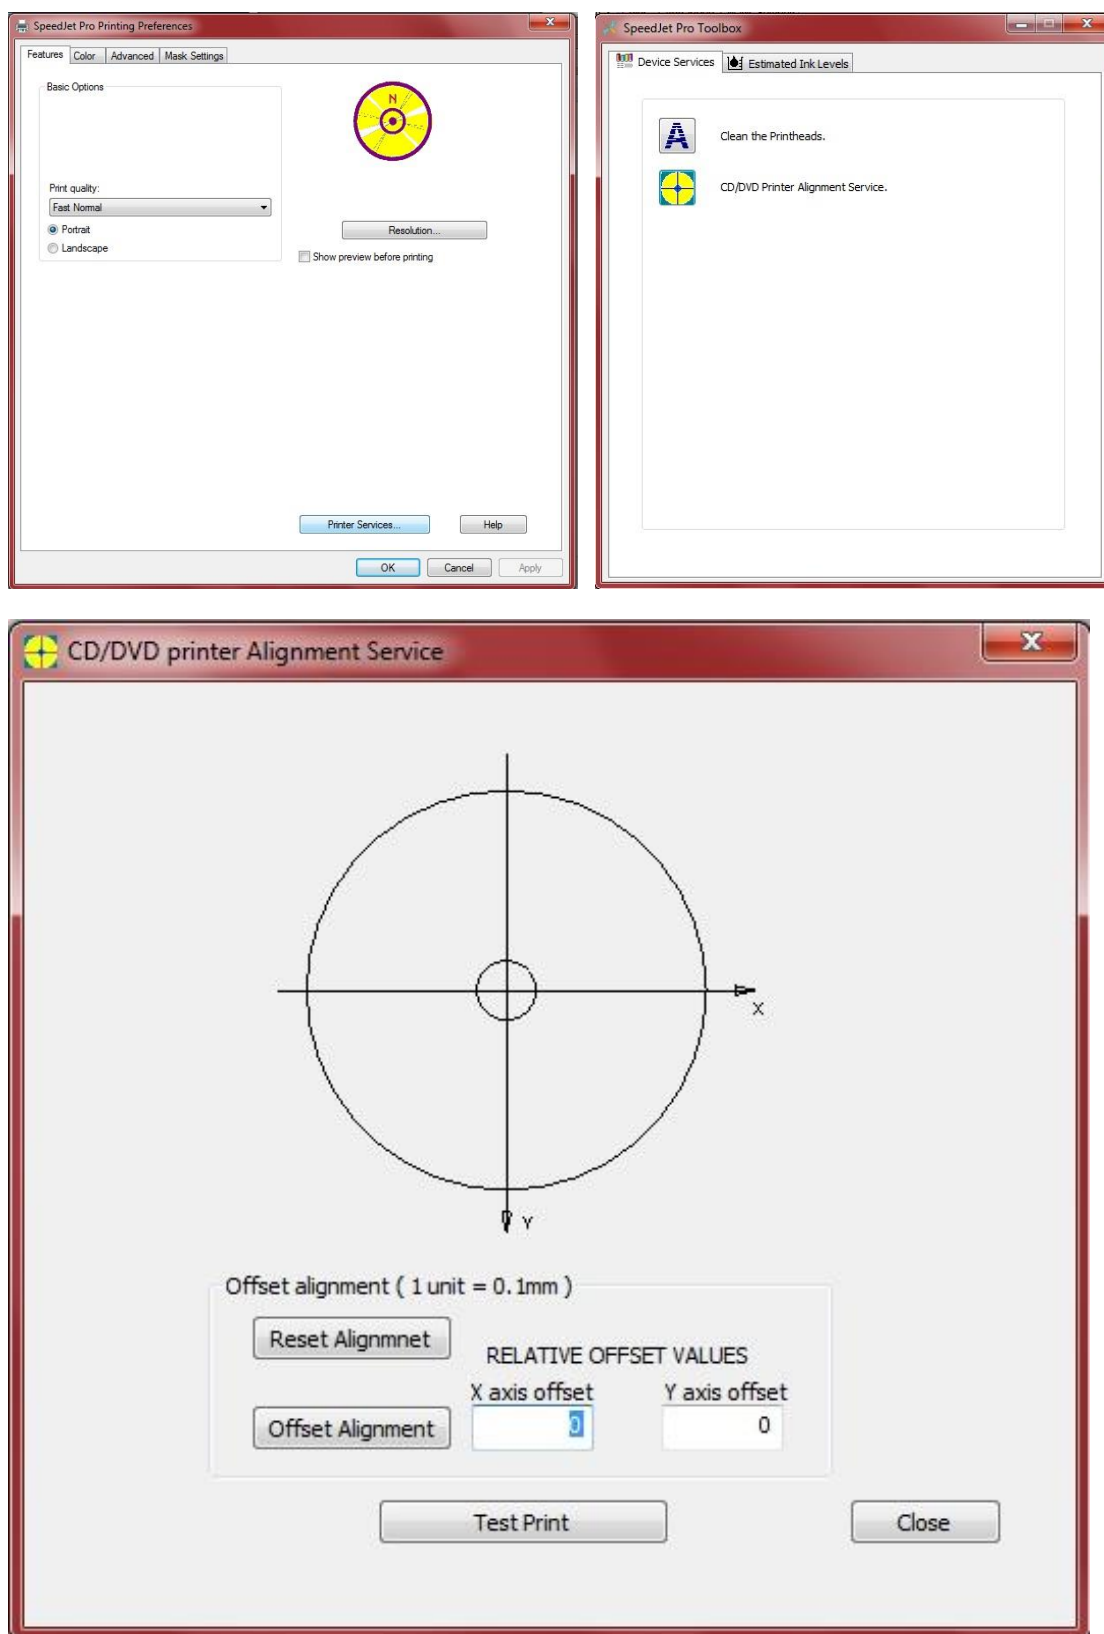 SpeedJet Pro Printing Preferences
Features Color Advanced Mask Settings
Basic Options
N
Print quality:
Fast Normal
Portrait
Landscape
Resolution...
Show preview before printing
Printer Services...
Help
OK
Cancel
Apply
SpeedJet Pro Toolbox
Device Services Estimated Ink Levels
A
Clean the Printheads.
CD/DVD Printer Alignment Service.
CD/DVD printer Alignment Service
X
Y
Offset alignment ( 1 unit = 0.1mm )
Reset Alignmnet
RELATIVE OFFSET VALUES
X axis offset Y axis offset
Offset Alignment 0 0
Test Print
Close